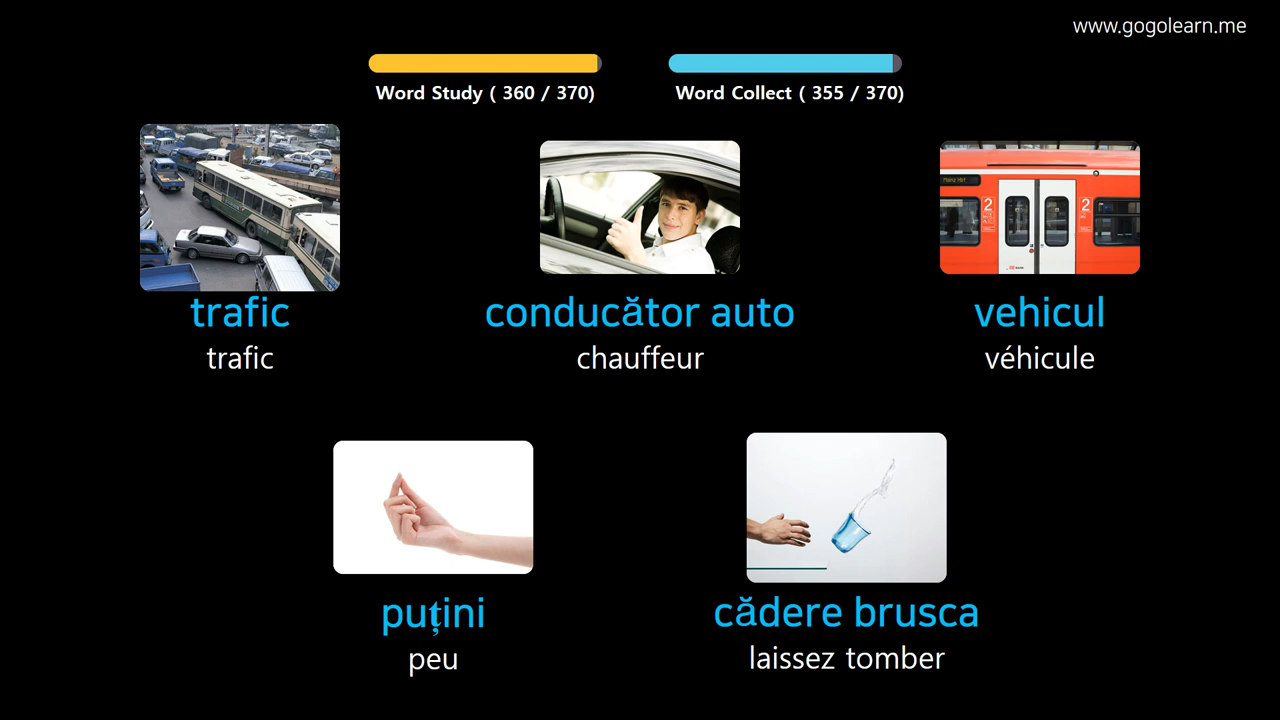 www.gogolearn.me
Word Study ( 360 / 370)
Word Collect ( 355 / 370)
trafic
conducător auto
vehicul
trafic
chauffeur
véhicule
puțini
cădere brusca
peu
laissez tomber